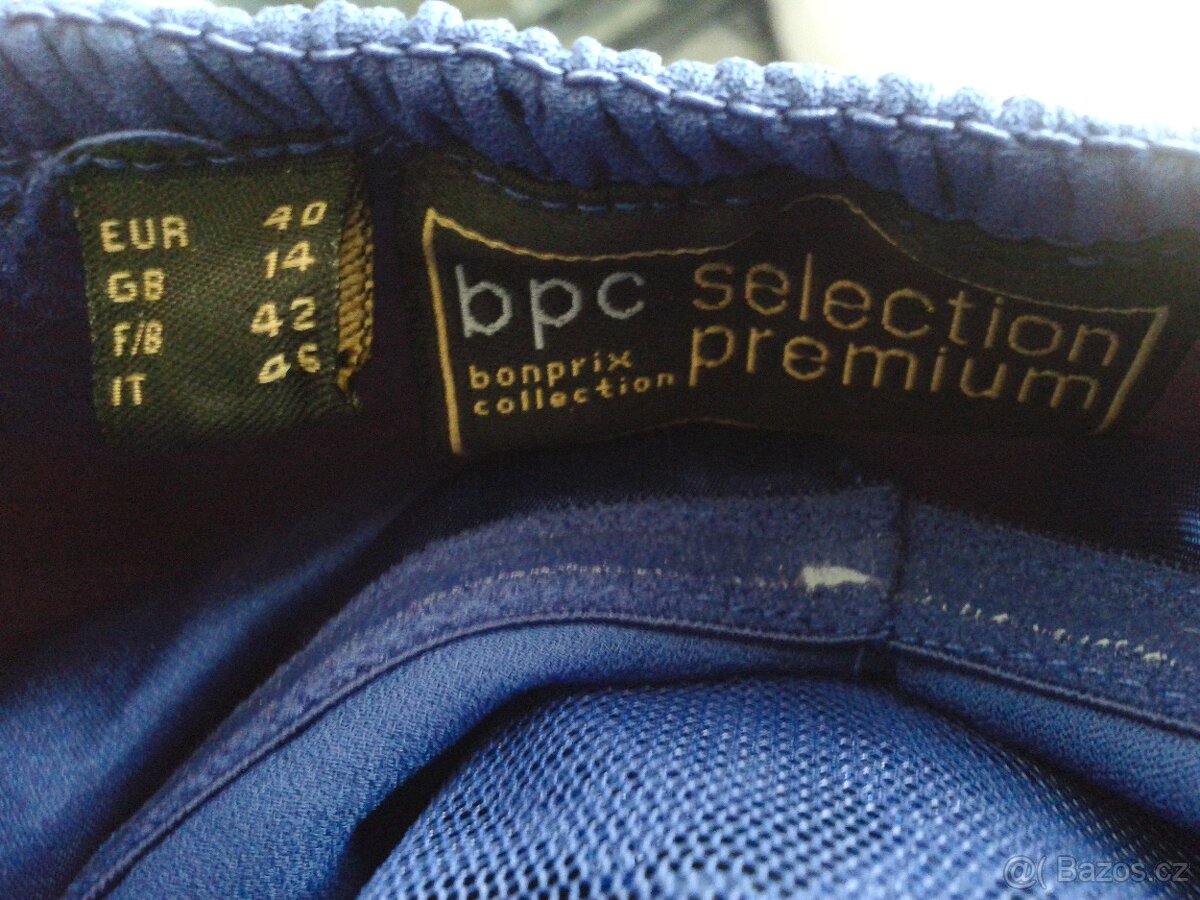 EUR 40
GB 14
F/B 42
IT 46
bpc selection
premium
bonprix
collection
@( Bazos.cz